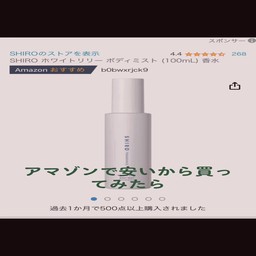 スポンサー
SHIROのストアを表示
4.4 268
SHIRO ホワイトリリー ボディミスト (100mL) 香水
Amazon おすすめ b0bwxrjck9
SHIRO
アマゾンで安いから買っ
てみたら
過去1か月で500点以上購入されました